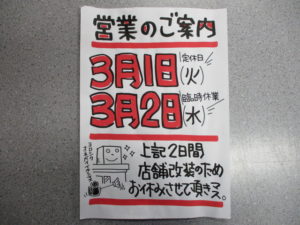 営業のご案内
3月1日(火)
定休日
3月2日(水)
臨時休業
上記2日間
店舗改装のため
お休みさせて頂きマス。